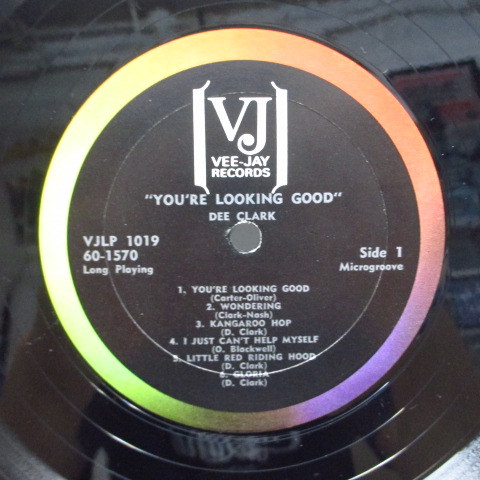 VJ
VEE-JAY
RECORDS
"YOU'RE LOOKING GOOD"
DEE CLARK
VJLP 1019
60-1570
Long Playing
Side 1
Microgroove
1. YOU'RE LOOKING GOOD
(Carter-Oliver)
2. WONDERING
(Clark-Nash)
3. KANGAROO HOP
(D. Clark)
4. I JUST CAN'T HELP MYSELF
(O. Blackwell)
5. LITTLE RED RIDING HOOD
(D. Clark)
6. GLORIA
(D. Clark)